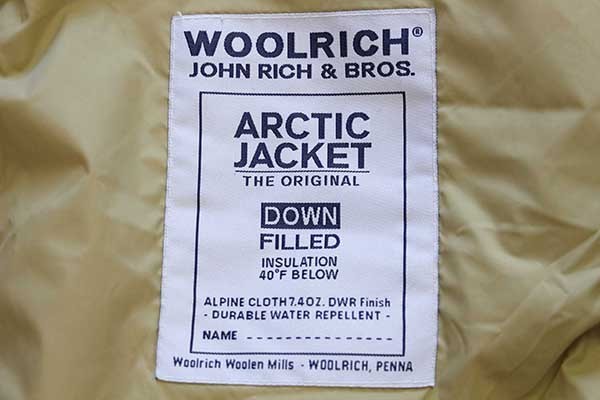 WOOLRICH®
JOHN RICH & BROS.
ARCTIC
JACKET
THE ORIGINAL
DOWN
FILLED
INSULATION
40°F BELOW
ALPINE CLOTH 7.4 OZ. DWR Finish
- DURABLE WATER REPELLENT -
NAME - - - - - - - - - - - - - - -
Woolrich Woolen Mills - WOOLRICH, PENNA